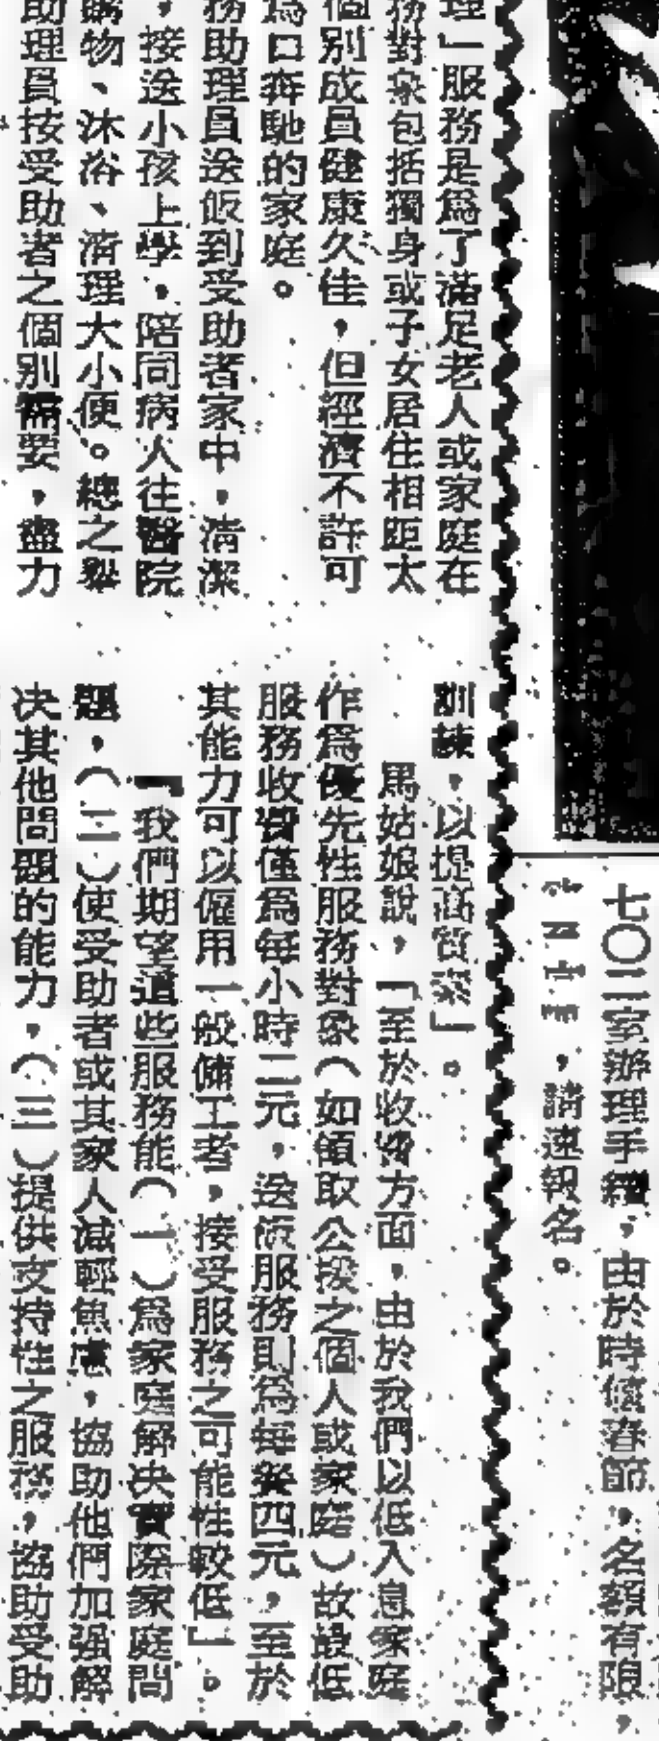 理」服務是爲了滿足老人或家庭在
務對象包括獨身或子女居住相距太
個別成員健康欠佳，但經濟不許可
爲口奔馳的家庭。
務助理員送飯到受助者家中，清潔
，接送小孩上學，陪同病人往醫院
購物、沐浴、清理大小便。總之
助理員按受助者之個別需要，盡力
訓練，以提高質素」。
馬姑娘說，「至於收費方面，由於我們以低入息家庭
作爲優先性服務對象（如領取公援之個人或家庭）故最低
服務收費僅爲每小時二元，送飯服務則爲每餐四元，至於
其能力可以僱用一般傭工者，接受服務之可能性較低」。
「我們期望這些服務能（一）爲家庭解決實際家庭問
題，（二）使受助者或其家人減輕焦慮，協助他們加强解
決其他問題的能力，（三）提供支持性之服務，協助受助
七〇二室辦理手續，由於時值春節，名額有限，
，請速報名。